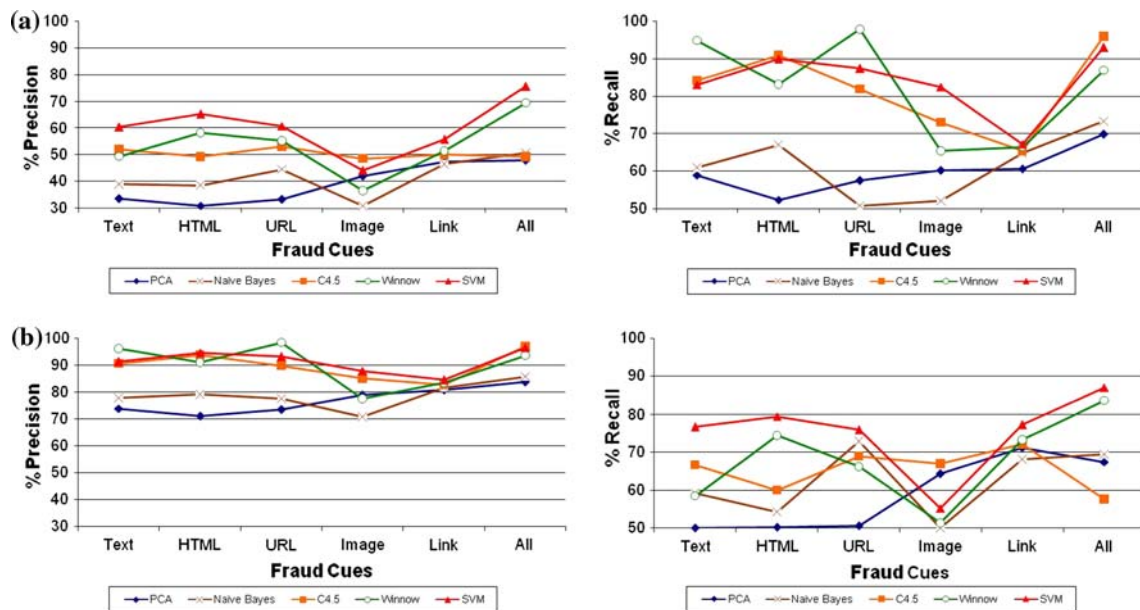 (a)
% Precision
100
90
80
70
60
50
40
30
Text HTML URL Image Link All
Fraud Cues
PCA Naïve Bayes C4.5 Winnow SVM
% Recall
100
90
80
70
60
50
Text HTML URL Image Link All
Fraud Cues
PCA Naïve Bayes C4.5 Winnow SVM
(b)
% Precision
100
90
80
70
60
50
40
30
Text HTML URL Image Link All
Fraud Cues
PCA Naïve Bayes C4.5 Winnow SVM
% Recall
100
90
80
70
60
50
Text HTML URL Image Link All
Fraud Cues
PCA Naïve Bayes C4.5 Winnow SVM